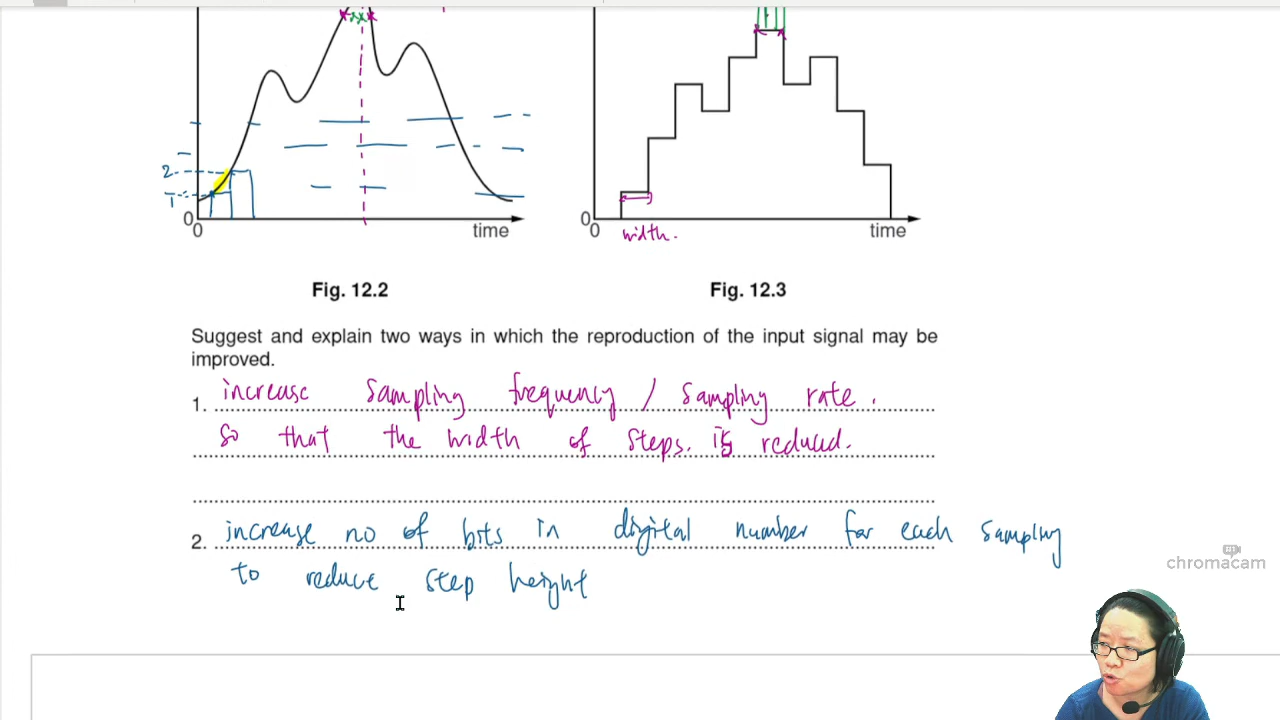 2
1
0
0
time
0
0
width.
time
Fig. 12.2
Fig. 12.3
Suggest and explain two ways in which the reproduction of the input signal may be
improved.
1. increase sampling frequency / sampling rate.
so that the width of steps. is reduced.
2. increase no of bits in digital number for each sampling
to reduce step height
chromacam